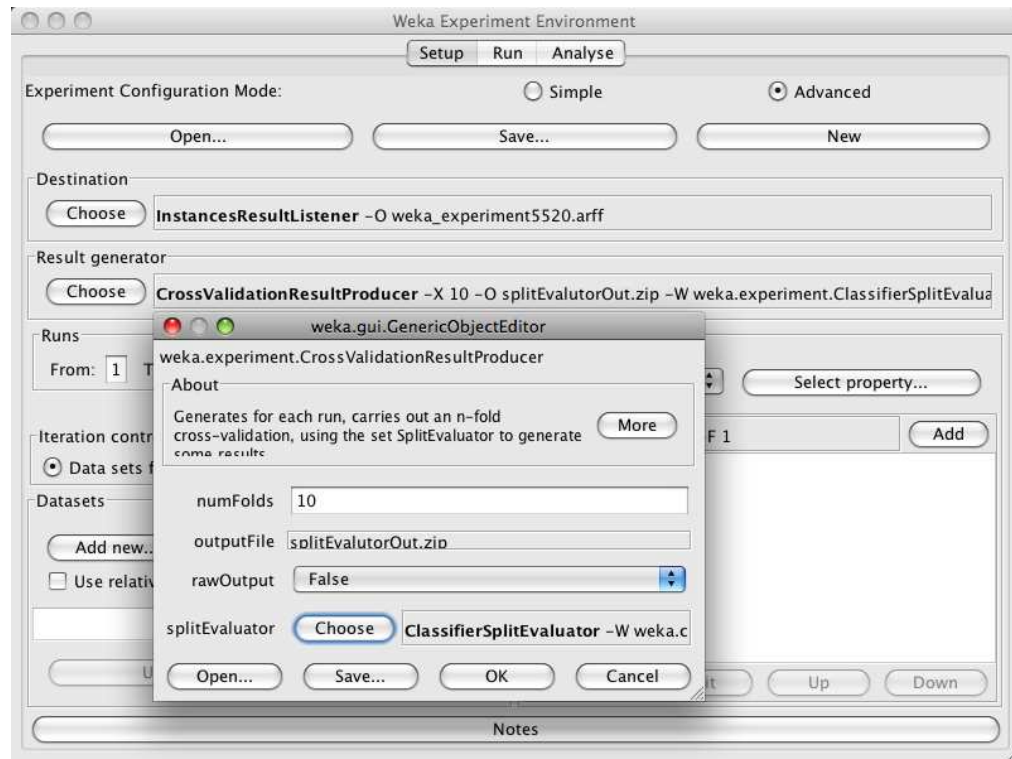 Weka Experiment Environment
Setup Run Analyse
Experiment Configuration Mode: Simple Advanced
Open... Save... New
Destination
Choose InstancesResultListener -O weka_experiment5520.arff
Result generator
Choose CrossValidationResultProducer -X 10 -O splitEvalutorOut.zip -W weka.experiment.ClassifierSplitEvalua
Runs
From: 1 T
Select property...
Iteration contr
Data sets f
F 1 Add
Datasets
Add new..
Use relativ
U
it Up Down
Notes
weka.gui.GenericObjectEditor
weka.experiment.CrossValidationResultProducer
About
Generates for each run, carries out an n-fold
cross-validation, using the set SplitEvaluator to generate
some results
More
numFolds 10
outputFile splitEvalutorOut.zip
rawOutput False
splitEvaluator Choose ClassifierSplitEvaluator -W weka.c
Open... Save... OK Cancel